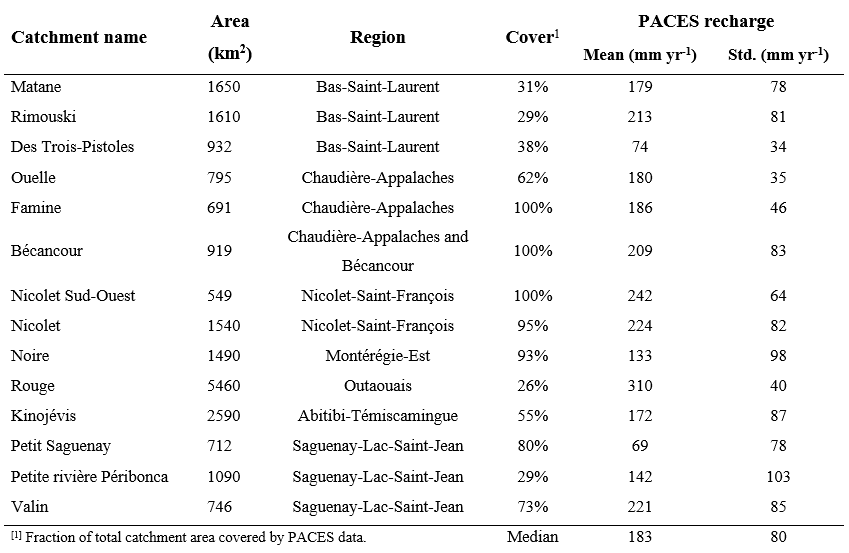 Catchment name Area (km2) Region Cover1 PACES recharge
Mean (mm yr-1) Std. (mm yr-1)
Matane 1650 Bas-Saint-Laurent 31% 179 78
Rimouski 1610 Bas-Saint-Laurent 29% 213 81
Des Trois-Pistoles 932 Bas-Saint-Laurent 38% 74 34
Ouelle 795 Chaudière-Appalaches 62% 180 35
Famine 691 Chaudière-Appalaches 100% 186 46
Bécancour 919 Chaudière-Appalaches and Bécancour 100% 209 83
Nicolet Sud-Ouest 549 Nicolet-Saint-François 100% 242 64
Nicolet 1540 Nicolet-Saint-François 95% 224 82
Noire 1490 Montérégie-Est 93% 133 98
Rouge 5460 Outaouais 26% 310 40
Kinojévis 2590 Abitibi-Témiscamingue 55% 172 87
Petit Saguenay 712 Saguenay-Lac-Saint-Jean 80% 69 78
Petite rivière Péribonca 1090 Saguenay-Lac-Saint-Jean 29% 142 103
Valin 746 Saguenay-Lac-Saint-Jean 73% 221 85
[1] Fraction of total catchment area covered by PACES data. Median 183 80